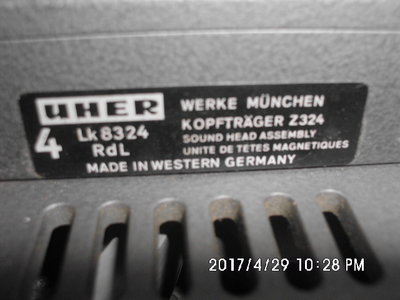 UHER WERKE MÜNCHEN
4 Lk 8324 KOPFTRÄGER Z324
RdL SOUND HEAD ASSEMBLY
UNITE DE TETES MAGNETIQUES
MADE IN WESTERN GERMANY
2017/4/29 10:28 PM